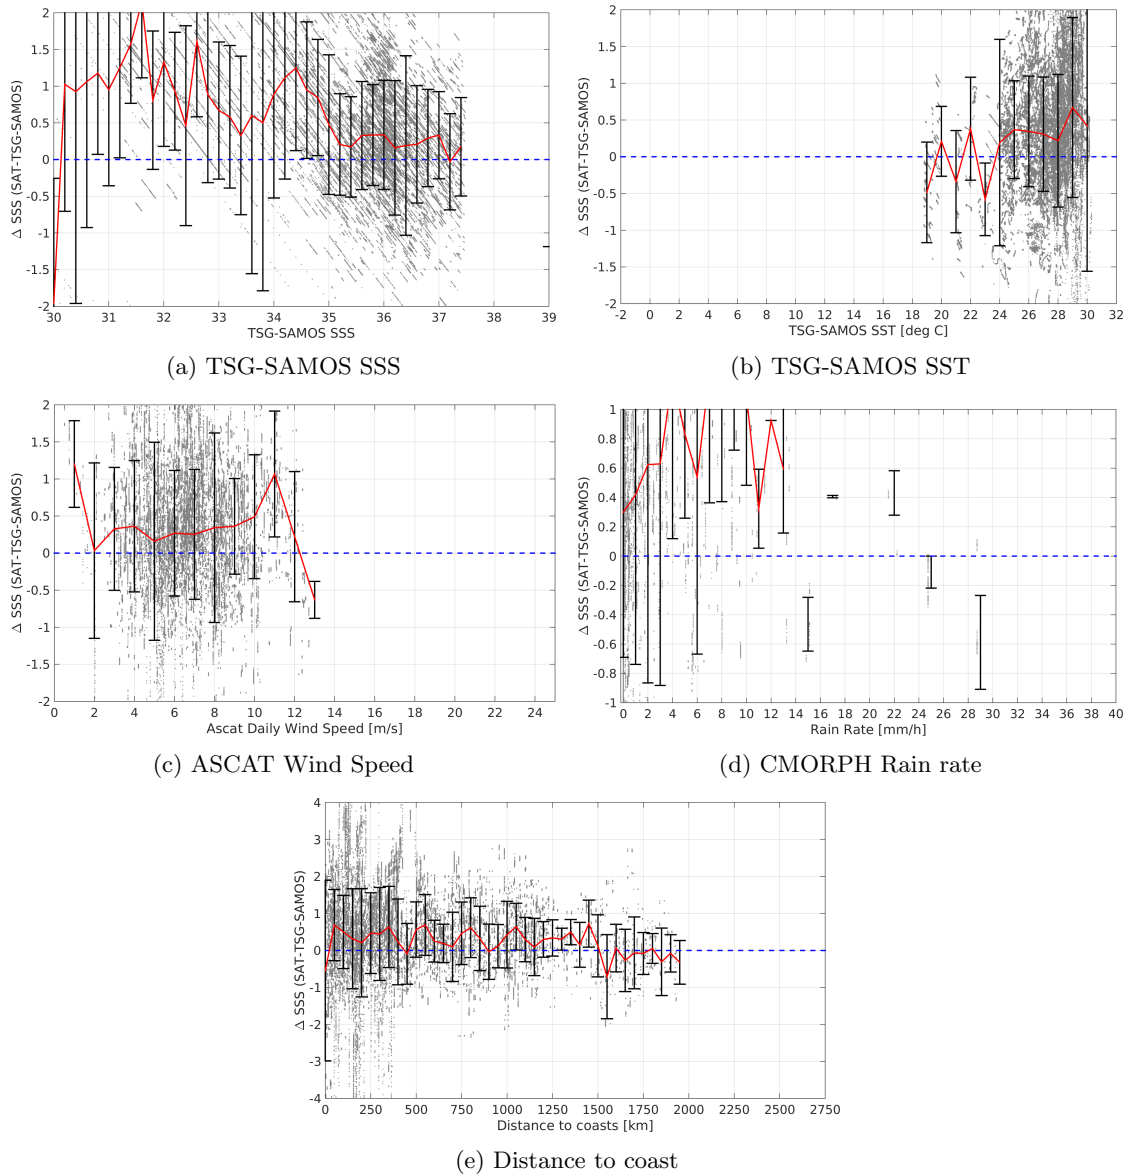 2
1.5
1
0.5
0
-0.5
-1
-1.5
-2
Δ SSS (SAT-TSG-SAMOS)
30 31 32 33 34 35 36 37 38 39
TSG-SAMOS SSS
(a) TSG-SAMOS SSS
2
1.5
1
0.5
0
-0.5
-1
-1.5
-2
Δ SSS (SAT-TSG-SAMOS)
-2 0 2 4 6 8 10 12 14 16 18 20 22 24 26 28 30 32
TSG-SAMOS SST [deg C]
(b) TSG-SAMOS SST
2
1.5
1
0.5
0
-0.5
-1
-1.5
-2
Δ SSS (SAT-TSG-SAMOS)
0 2 4 6 8 10 12 14 16 18 20 22 24
Ascat Daily Wind Speed [m/s]
(c) ASCAT Wind Speed
1
0.8
0.6
0.4
0.2
0
-0.2
-0.4
-0.6
-0.8
-1
Δ SSS (SAT-TSG-SAMOS)
0 2 4 6 8 10 12 14 16 18 20 22 24 26 28 30 32 34 36 38 40
Rain Rate [mm/h]
(d) CMORPH Rain rate
4
3
2
1
0
-1
-2
-3
-4
Δ SSS (SAT-TSG-SAMOS)
0 250 500 750 1000 1250 1500 1750 2000 2250 2500 2750
Distance to coasts [km]
(e) Distance to coast